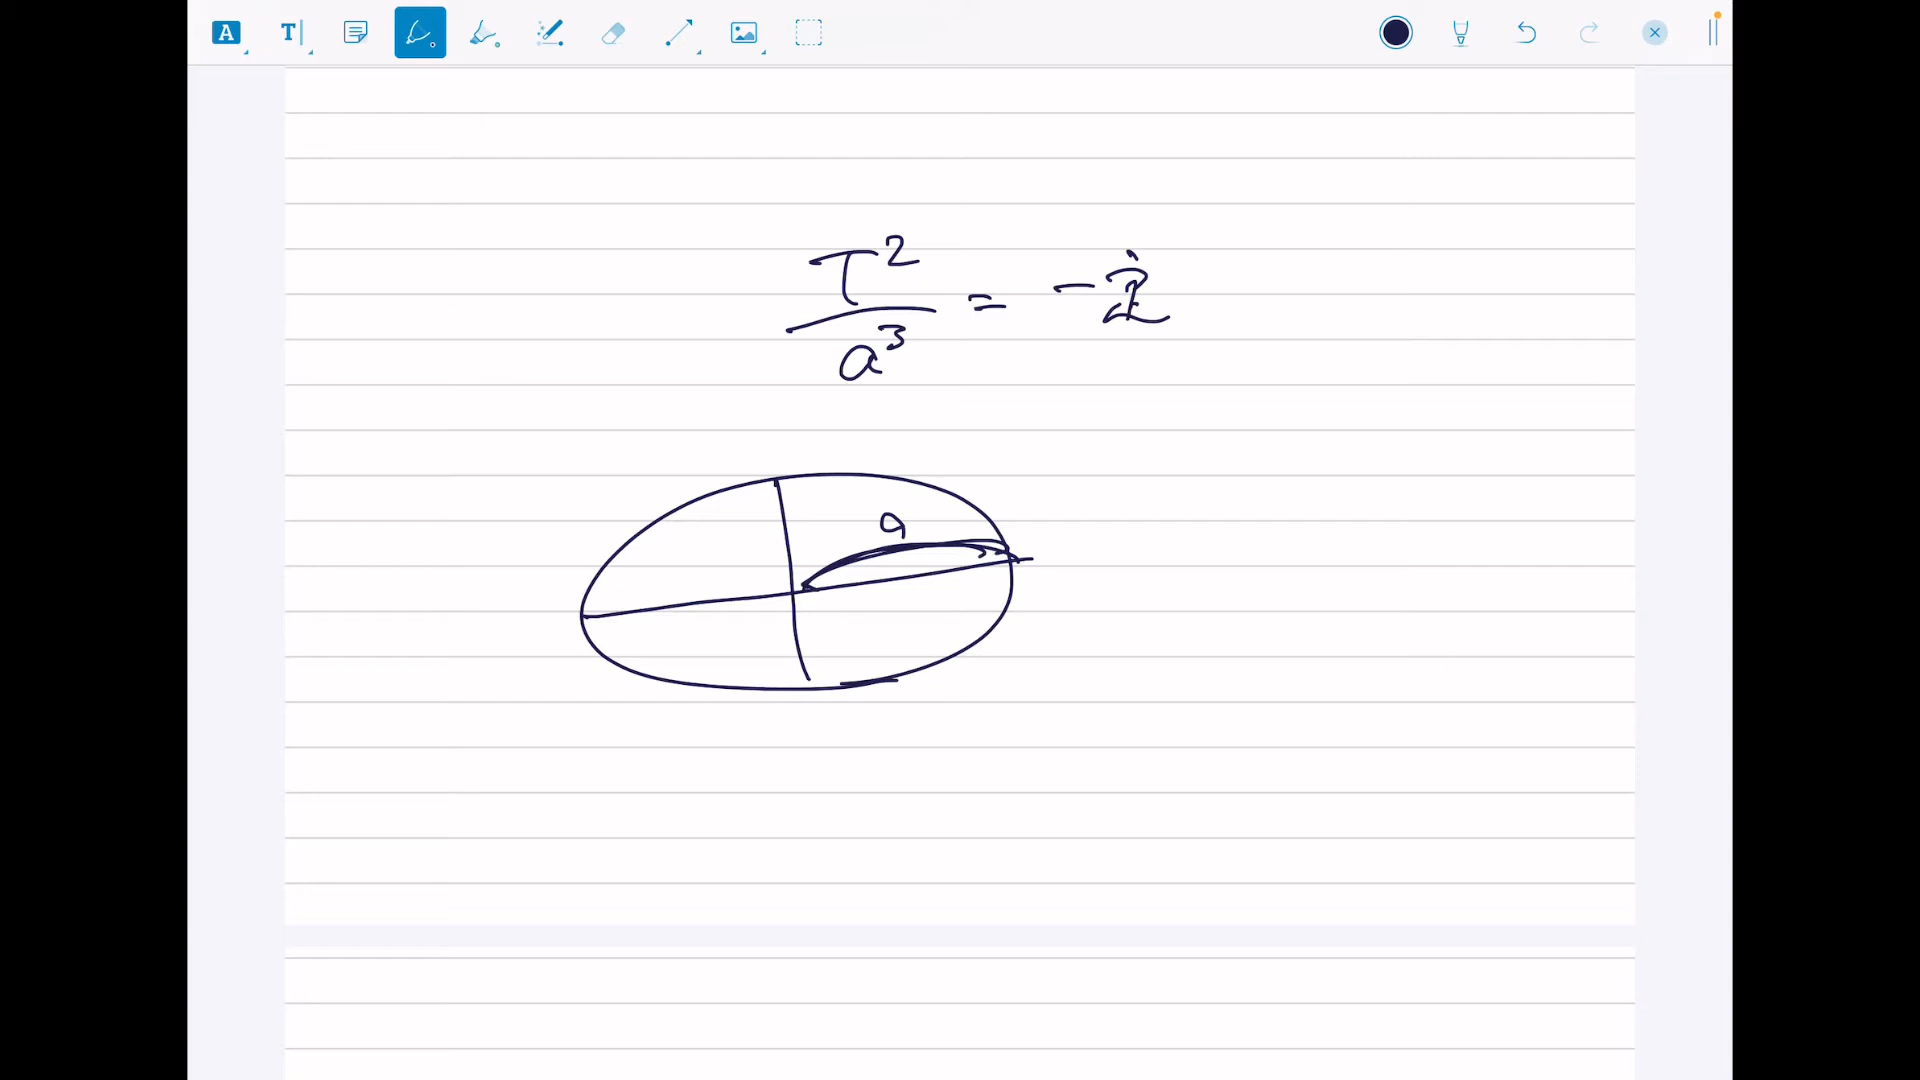 A T
T²
a³
= -
a